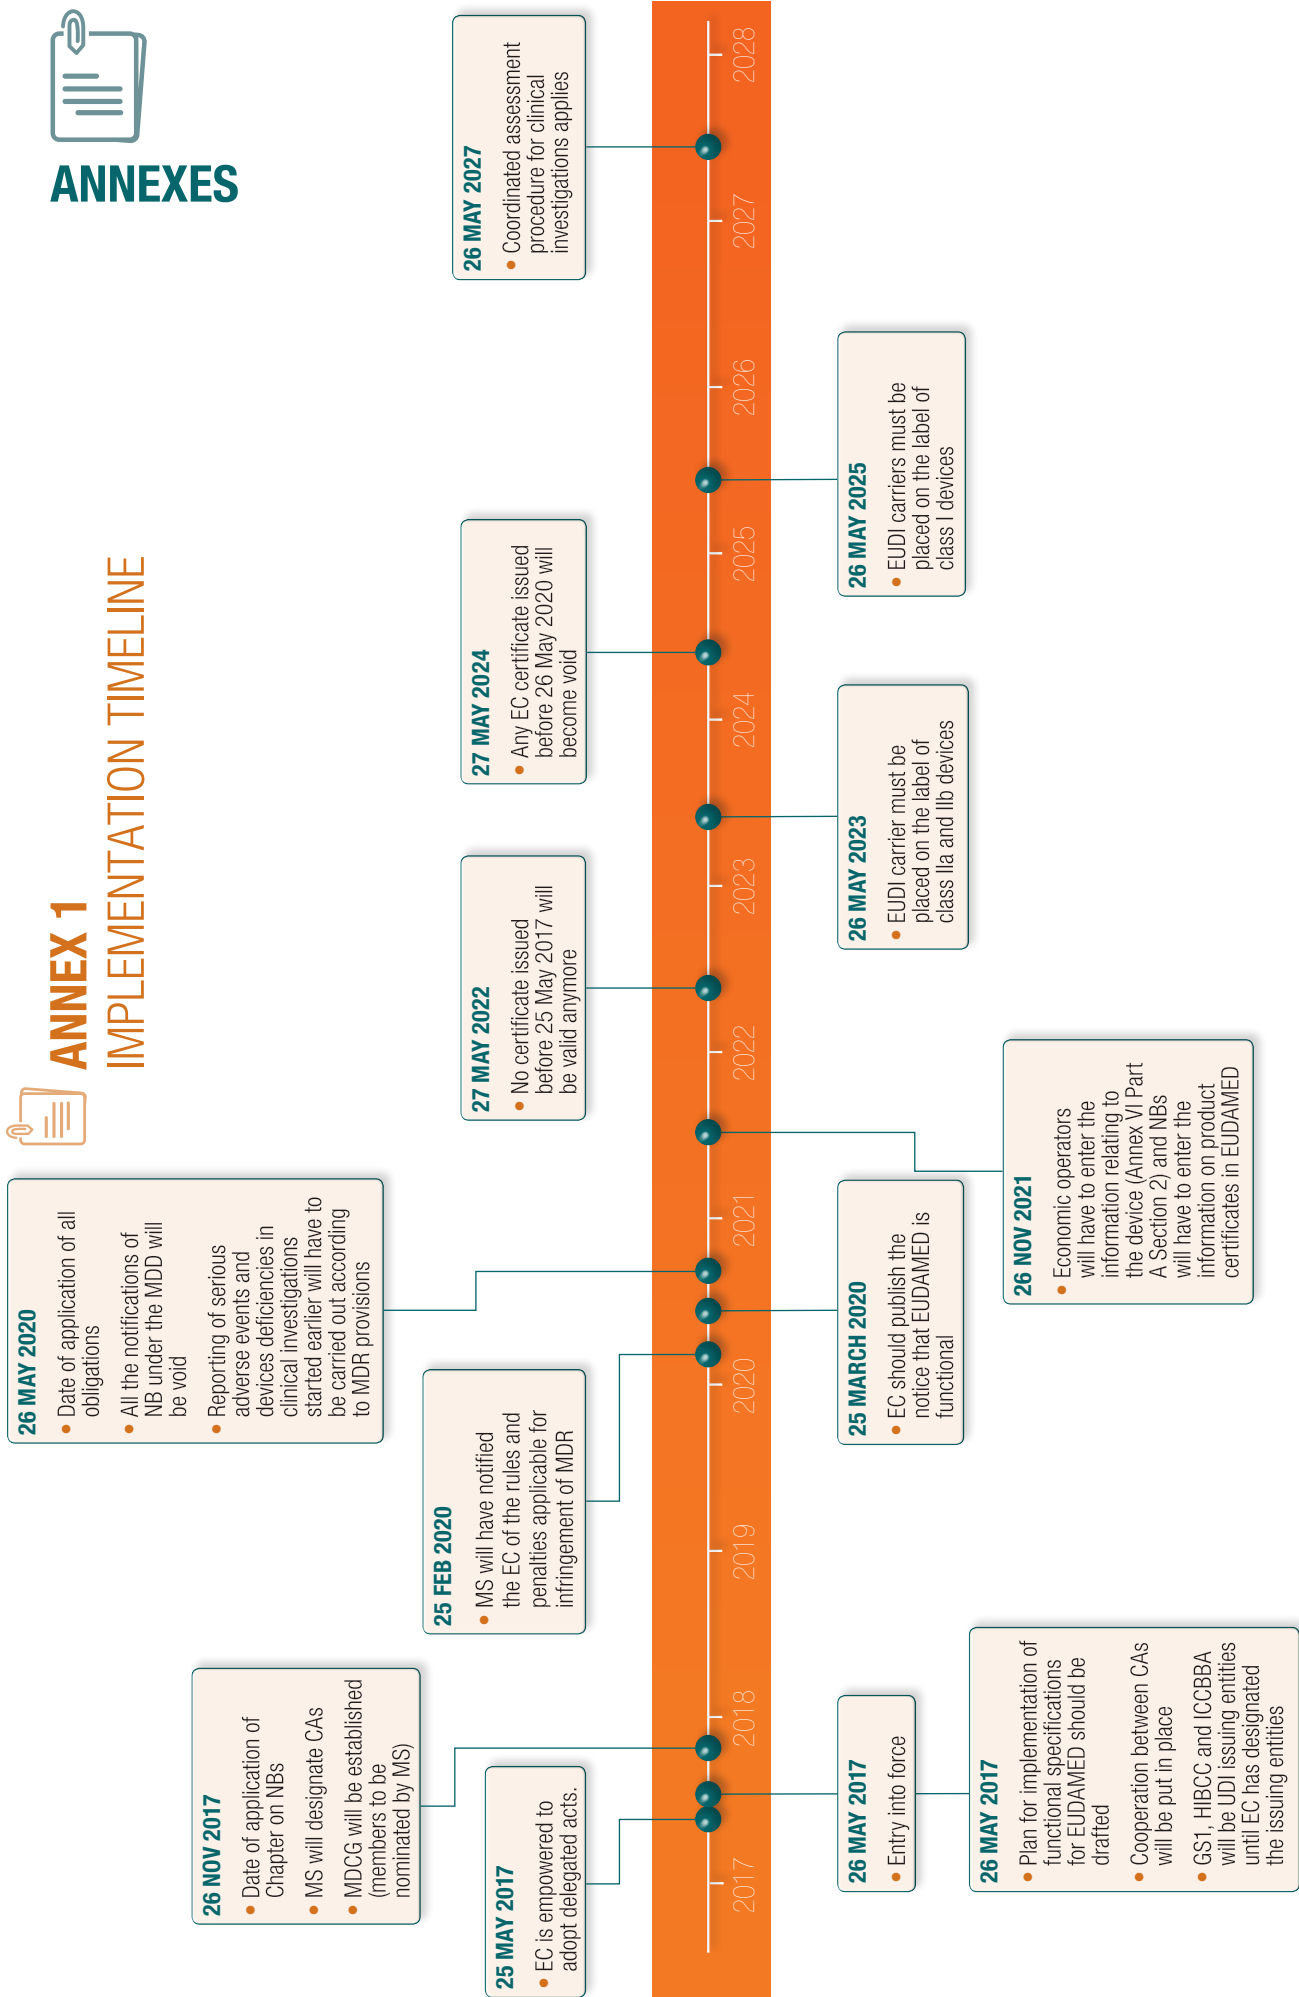 ANNEXES
ANNEX 1
IMPLEMENTATION TIMELINE
25 MAY 2017
• EC is empowered to
adopt delegated acts.
26 NOV 2017
• Date of application of
Chapter on NBs
• MS will designate CAs
• MDCG will be established
(members to be
nominated by MS)
25 FEB 2020
• MS will have notified
the EC of the rules and
penalties applicable for
infringement of MDR
26 MAY 2020
• Date of application of all
obligations
• All the notifications of
NB under the MDD will
be void
• Reporting of serious
adverse events and
devices deficiencies in
clinical investigations
started earlier will have to
be carried out according
to MDR provisions
27 MAY 2022
• No certificate issued
before 25 May 2017 will
be valid anymore
27 MAY 2024
• Any EC certificate issued
before 26 May 2020 will
become void
26 MAY 2027
• Coordinated assessment
procedure for clinical
investigations applies
2017
2018
2019
2020
2021
2022
2023
2024
2025
2026
2027
2028
26 MAY 2017
• Entry into force
26 MAY 2017
• Plan for implementation of
functional specifications
for EUDAMED should be
drafted
• Cooperation between CAs
will be put in place
• GS1, HIBCC and ICCBBA
will be UDI issuing entities
until EC has designated
the issuing entities
25 MARCH 2020
• EC should publish the
notice that EUDAMED is
functional
26 NOV 2021
• Economic operators
will have to enter the
information relating to
the device (Annex VI Part
A Section 2) and NBs
will have to enter the
information on product
certificates in EUDAMED
26 MAY 2023
• EUDI carrier must be
placed on the label of
class IIa and IIb devices
26 MAY 2025
• EUDI carriers must be
placed on the label of
class I devices